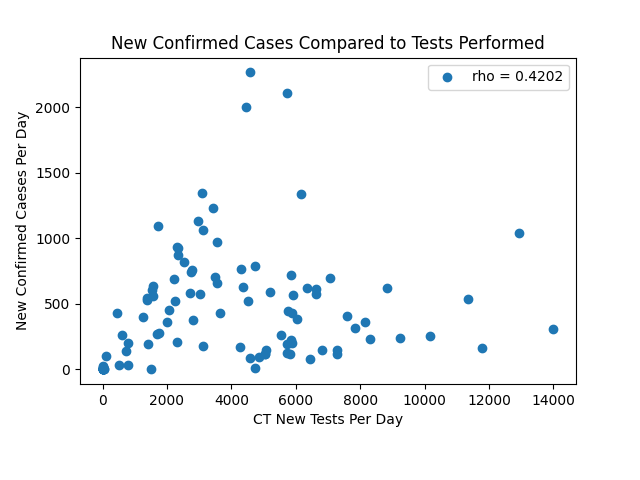 New Confirmed Cases Compared to Tests Performed
rho = 0.4202
New Confirmed Caeses Per Day
2000
1500
1000
500
0
0 2000 4000 6000 8000 10000 12000 14000
CT New Tests Per Day